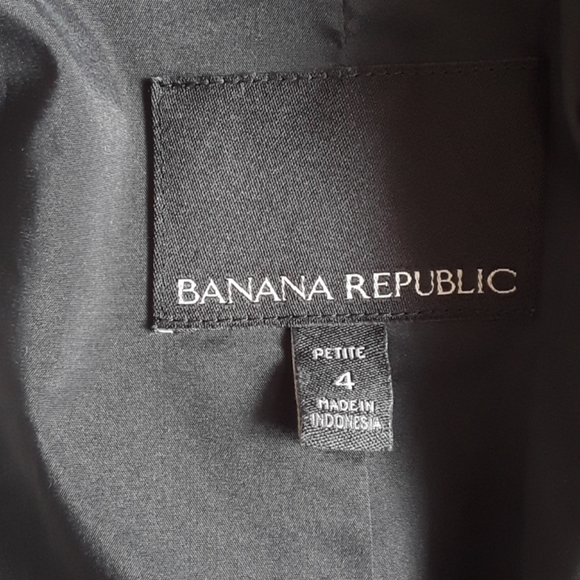 BANANA REPUBLIC
PETITE
4
MADE IN
INDONESIA